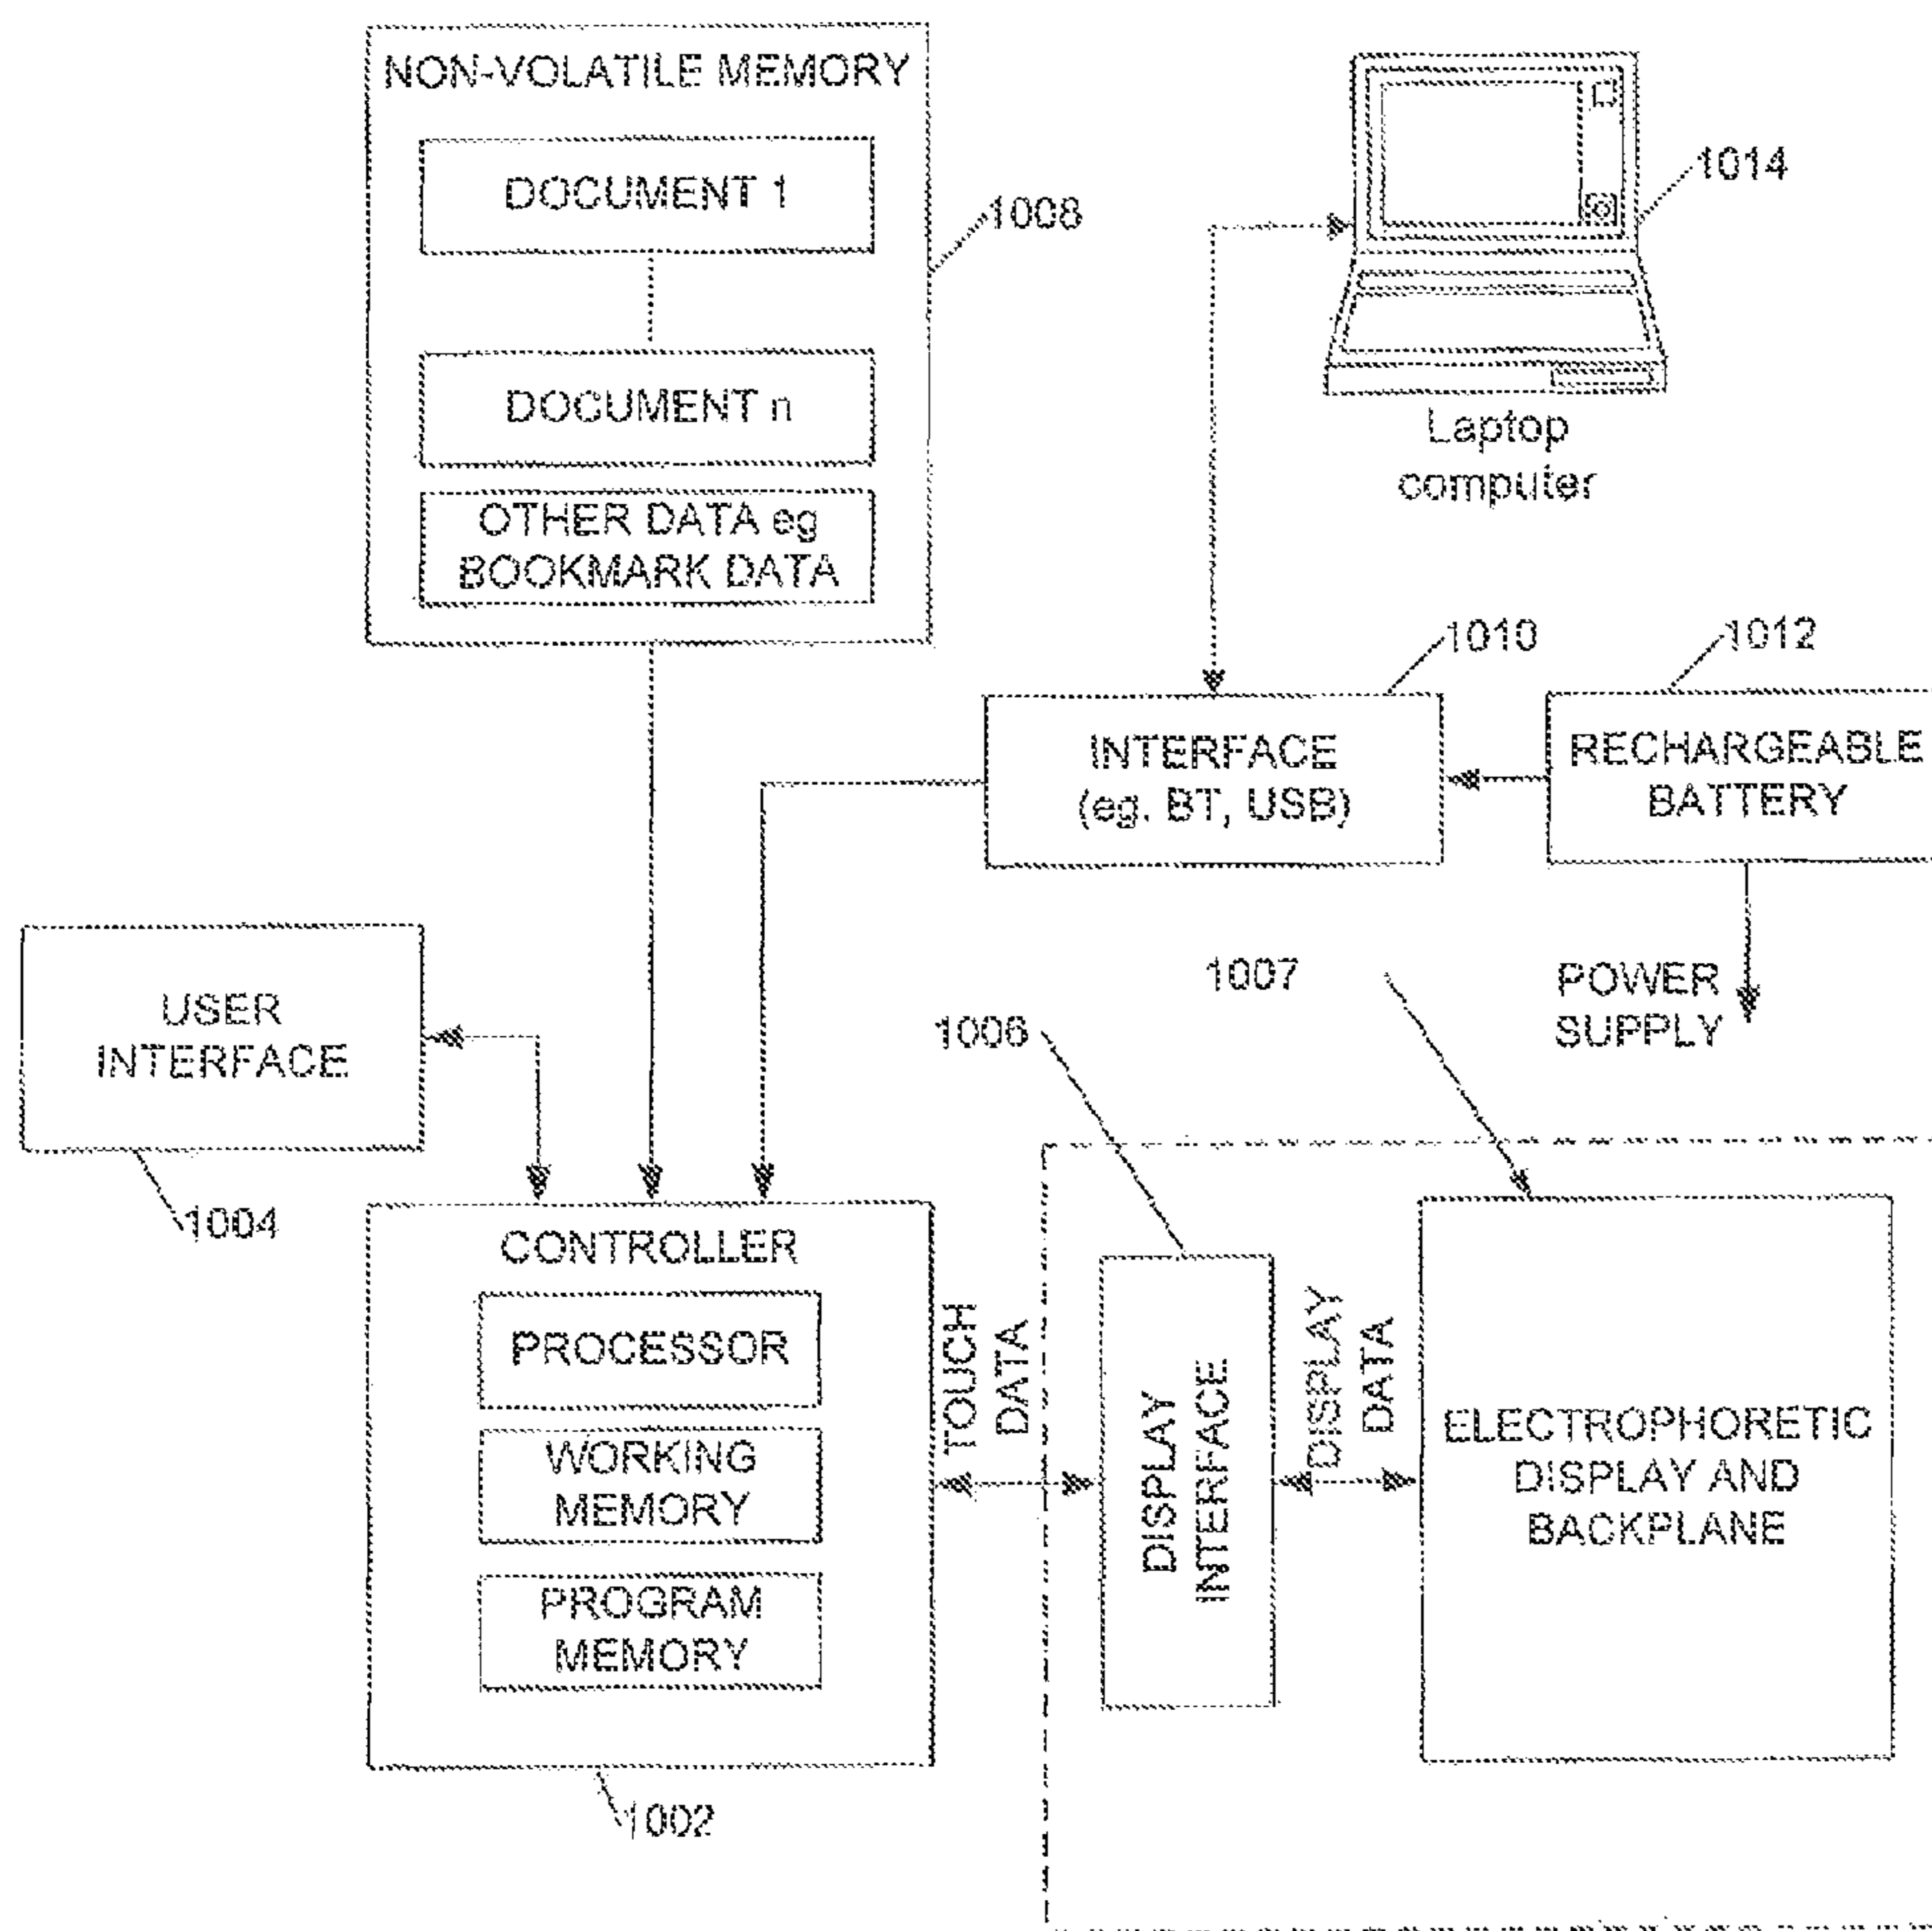 NON-VOLATILE MEMORY
DOCUMENT 1
DOCUMENT n
OTHER DATA eg
BOOKMARK DATA
1008
1014
Laptop
computer
1010
1012
INTERFACE
(eg. BT, USB)
RECHARGEABLE
BATTERY
POWER
SUPPLY
USER
INTERFACE
1004
1007
1006
CONTROLLER
PROCESSOR
WORKING
MEMORY
PROGRAM
MEMORY
1002
TOUCH
DATA
DISPLAY
INTERFACE
DISPLAY
DATA
ELECTROPHORETIC
DISPLAY AND
BACKPLANE